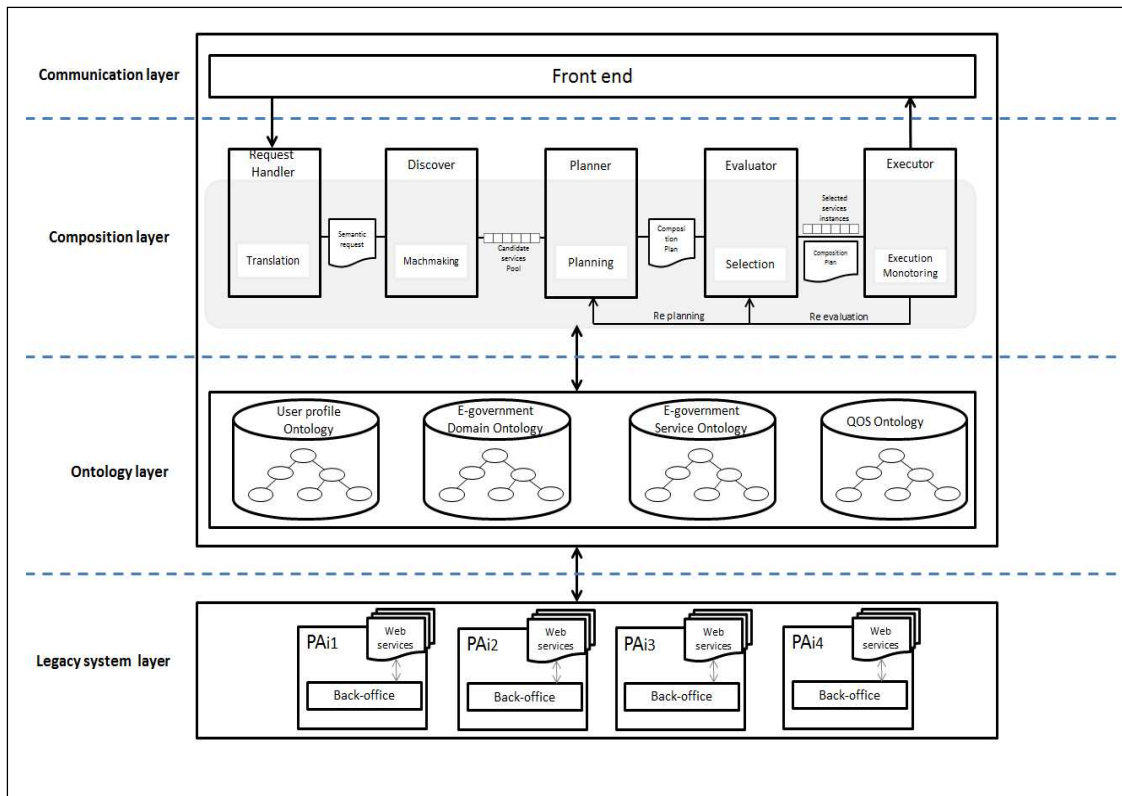 Communication layer
Front end
Composition layer
Request
Handler
Translation
Semantic
request
Discover
Machmaking
Candidate
services
Pool
Planner
Planning
Composi
tion
Plan
Evaluator
Selection
Selected
services
instances
Composition
Plan
Executor
Execution
Monotoring
Re planning
Re evaluation
Ontology layer
User profile
Ontology
E-government
Domain Ontology
E-government
Service Ontology
QOS Ontology
Legacy system layer
PAi1
Web
services
Back-office
PAi2
Web
services
Back-office
PAi3
Web
services
Back-office
PAi4
Web
services
Back-office